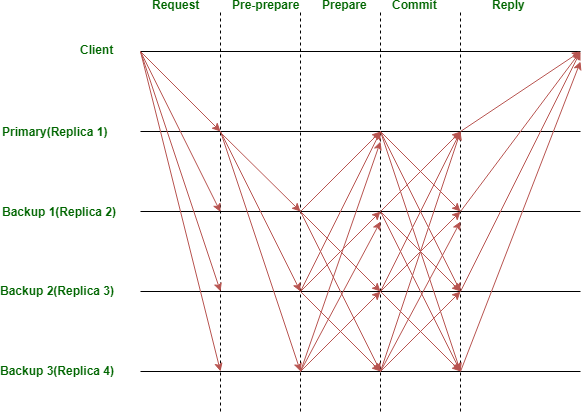 Request Pre-prepare Prepare Commit Reply
Client
Primary(Replica 1)
Backup 1(Replica 2)
Backup 2(Replica 3)
Backup 3(Replica 4)